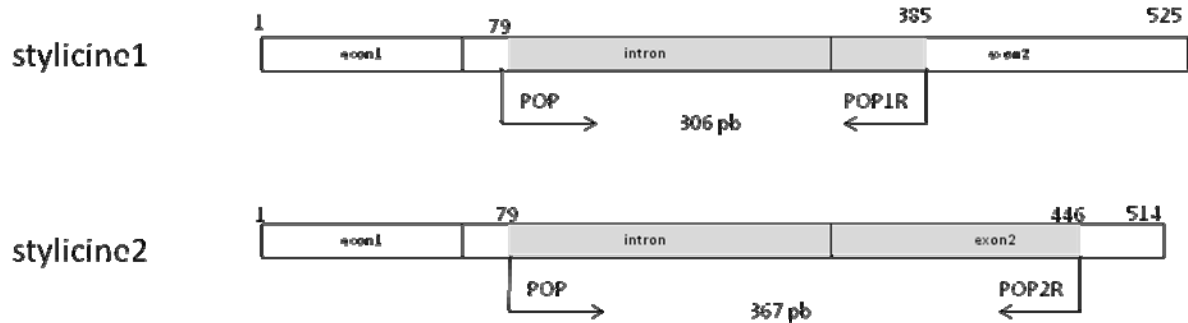 1 79 385 525
stylicine1 exon1 intron exon2
POP POP1R
306 pb
1 79 446 514
stylicine2 exon1 intron exon2
POP POP2R
367 pb